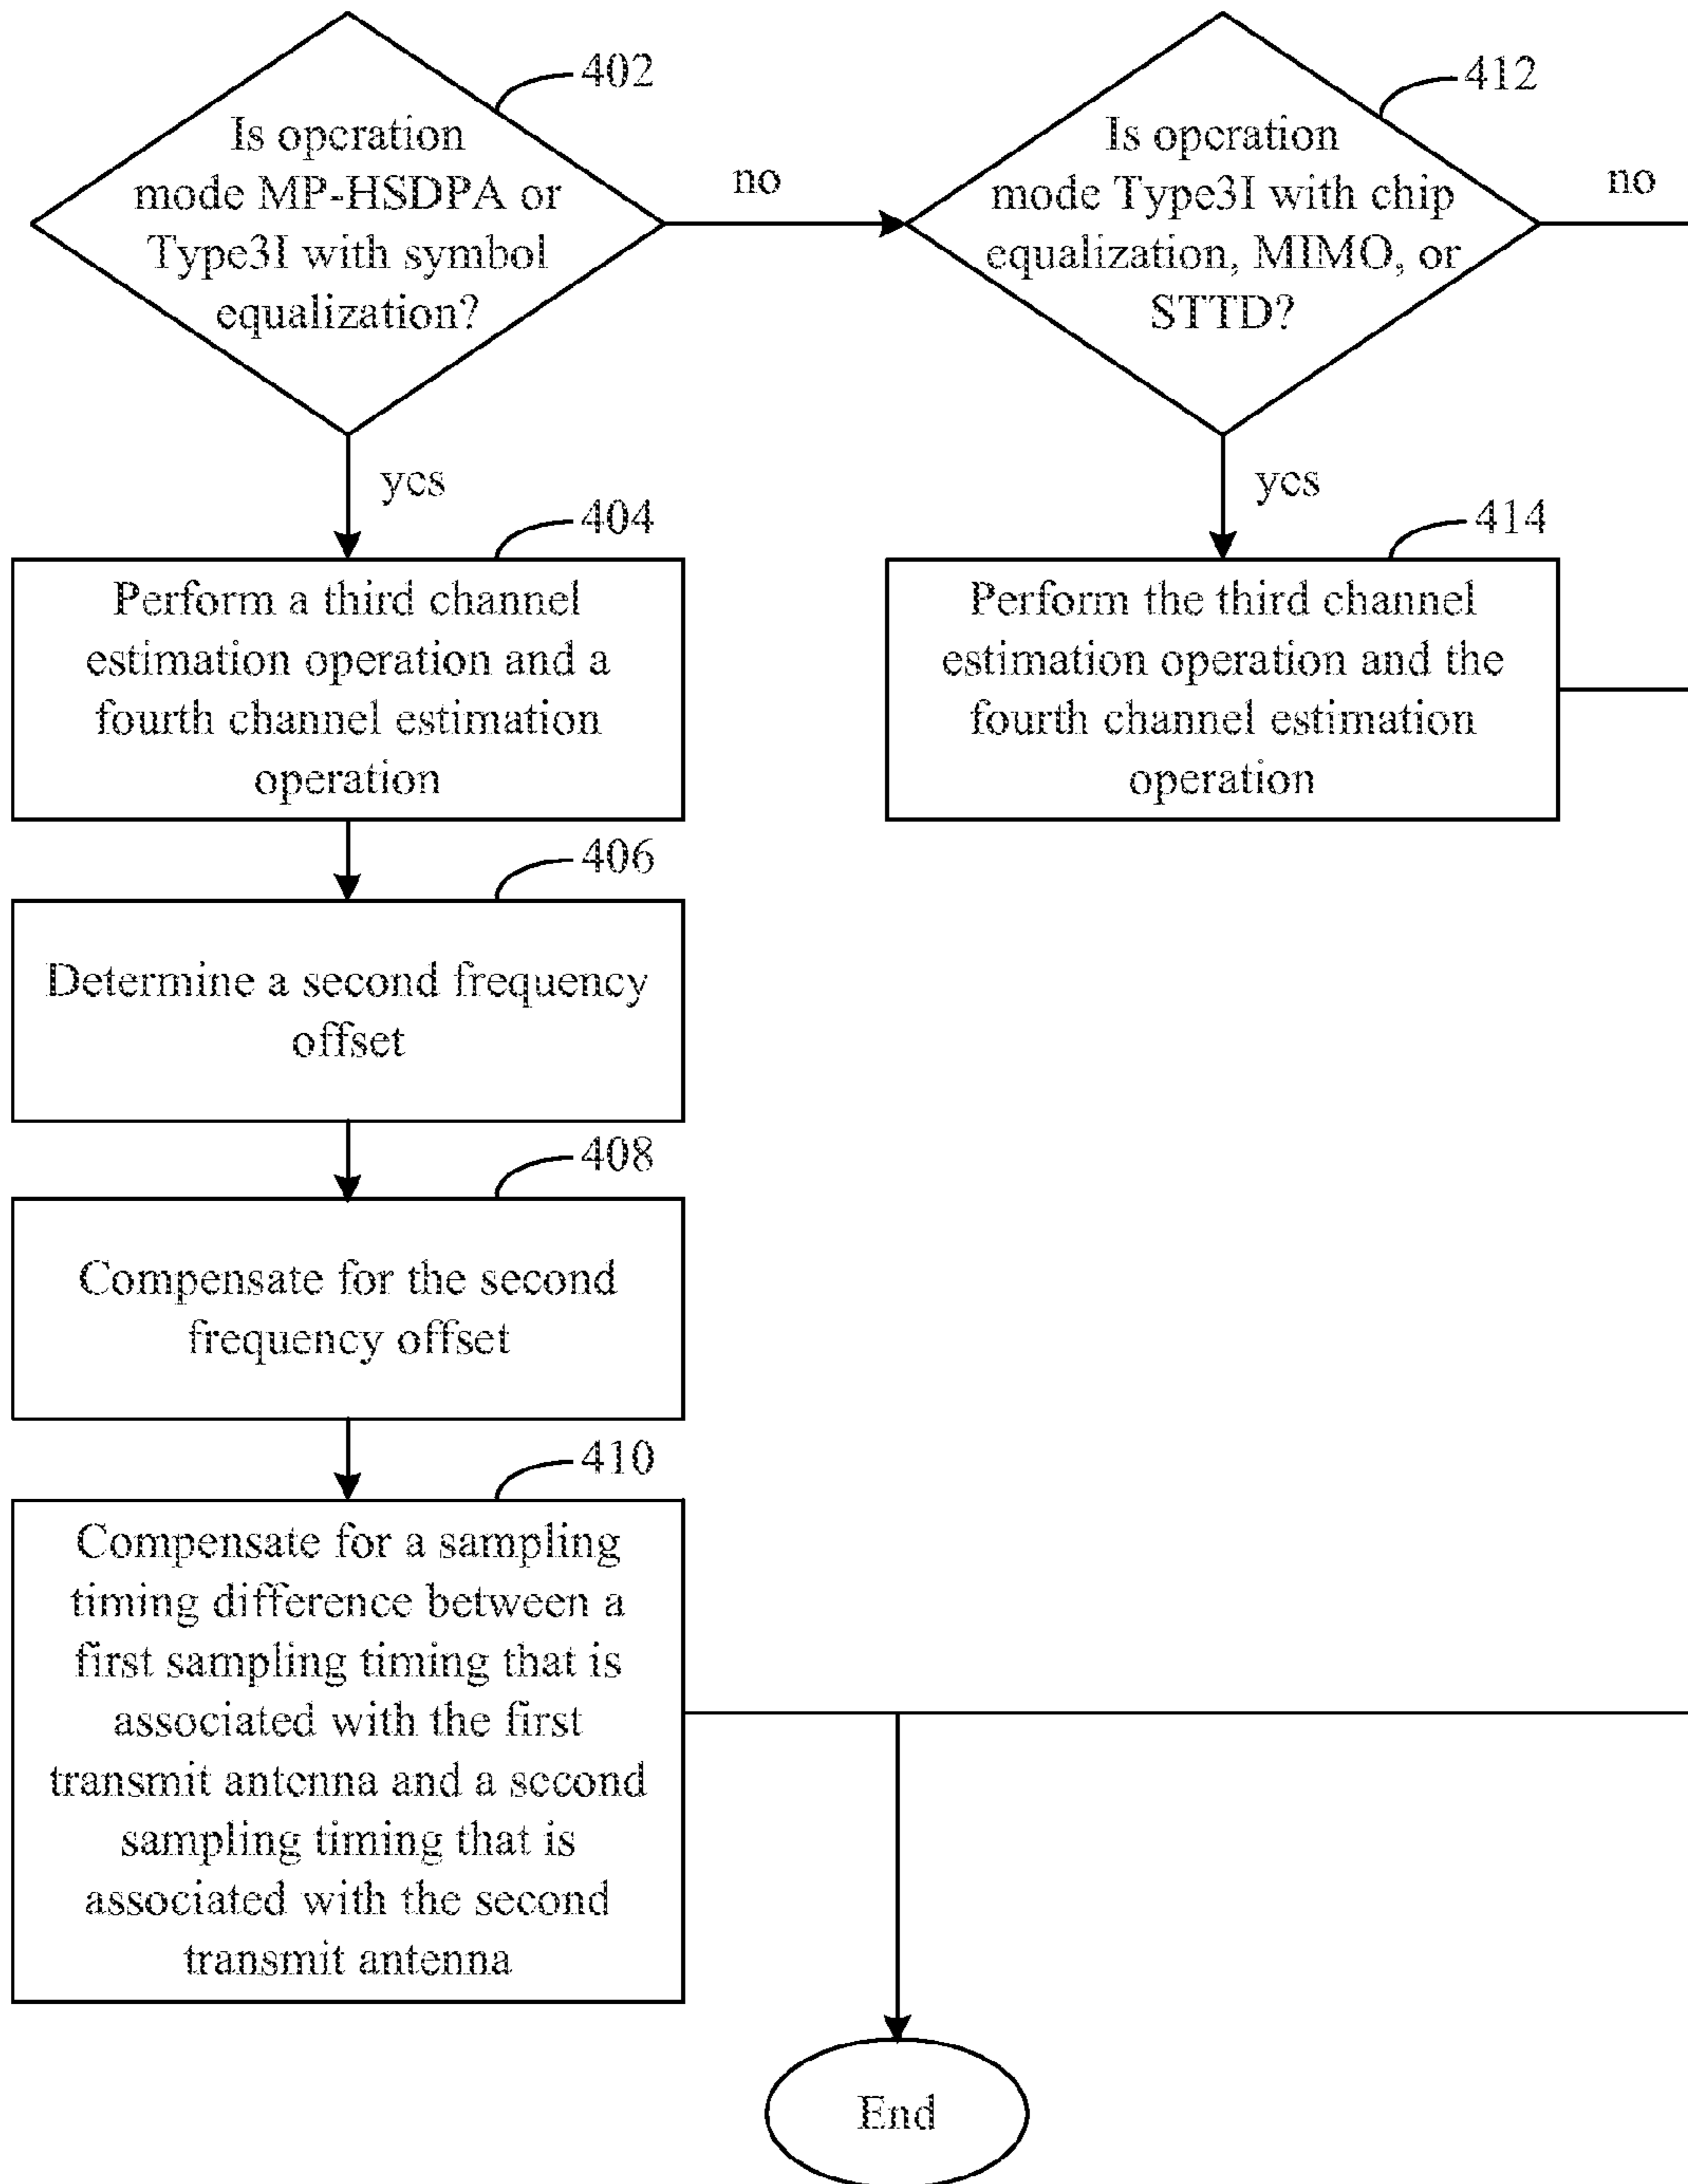 402
Is operation
mode MP-HSDPA or
Type3I with symbol
equalization?
no
412
Is operation
mode Type3I with chip
equalization, MIMO, or
STTD?
no
yes
yes
404
Perform a third channel
estimation operation and a
fourth channel estimation
operation
414
Perform the third channel
estimation operation and the
fourth channel estimation
operation
406
Determine a second frequency
offset
408
Compensate for the second
frequency offset
410
Compensate for a sampling
timing difference between a
first sampling timing that is
associated with the first
transmit antenna and a second
sampling timing that is
associated with the second
transmit antenna
End